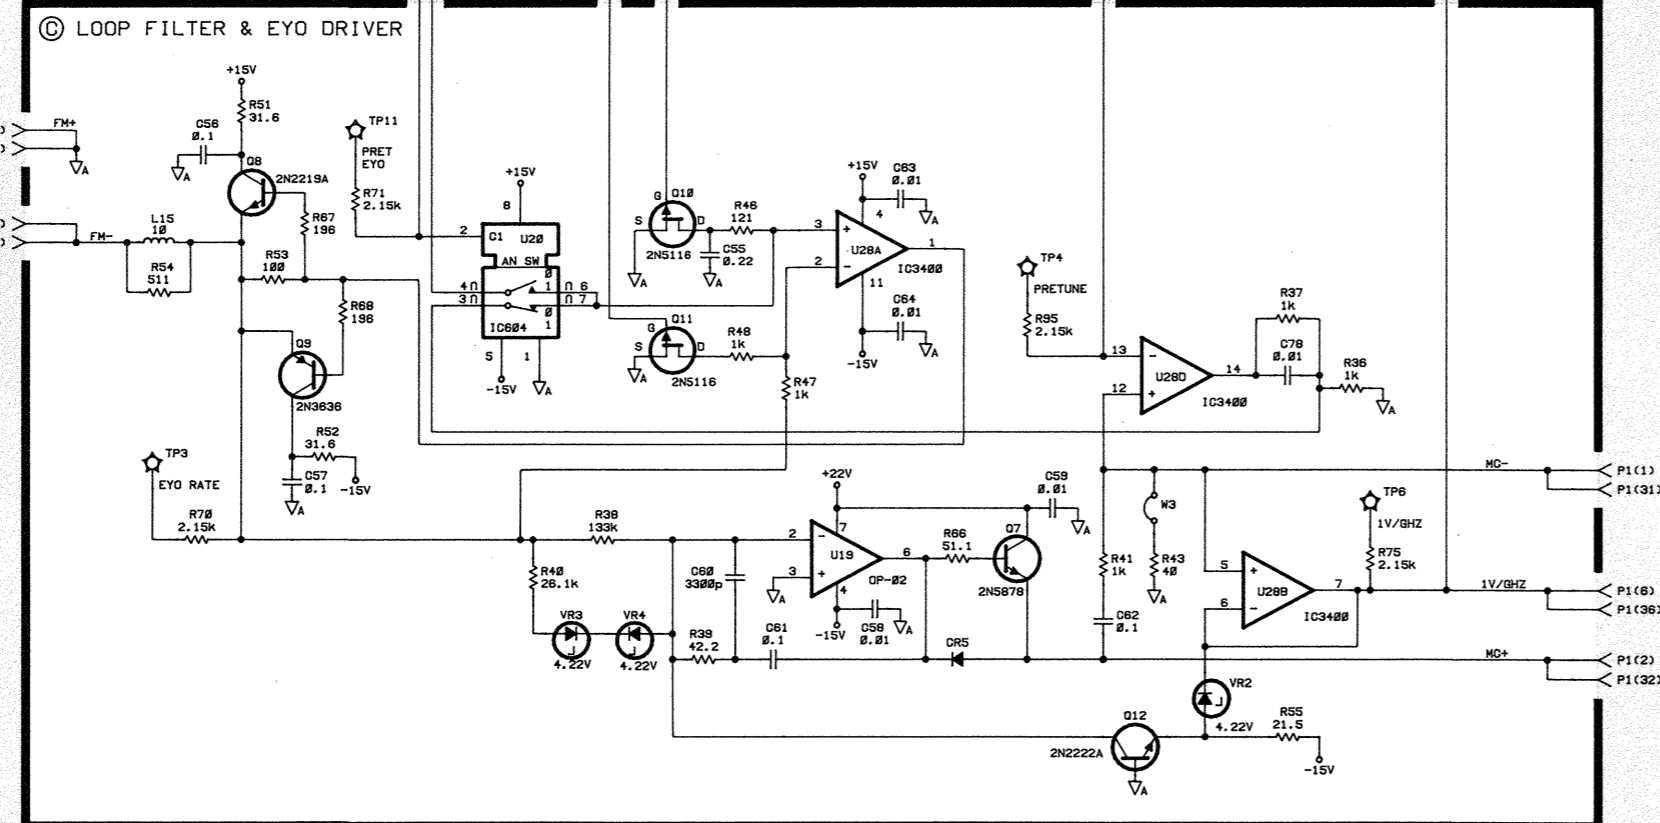 Ⓒ LOOP FILTER & EYO DRIVER
+15V
R51
31.6
C56
0.1
FM+
A
A
Q8
2N2219A
R67
196
L15
10
FM-
R54
511
R53
100
R68
196
Q9
2N3636
R52
31.6
C57
0.1
-15V
A
TP3
EYO RATE
R70
2.15k
TP11
PRET
EYO
R71
2.15k
+15V
8
2
C1
U20
AN SW
0
4
3
1
0
1
6
7
IC604
5
1
-15V
A
G
Q10
S
D
2N5116
A
R46
121
C55
0.22
A
G
Q11
S
D
2N5116
A
R48
1k
R47
1k
+15V
C63
0.01
A
4
3
+
2
-
U28A
1
IC3400
11
C64
0.01
A
-15V
TP4
PRETUNE
R95
2.15k
13
-
12
+
U28D
14
IC3400
R37
1k
C78
0.01
R36
1k
A
R38
133k
R40
26.1k
VR3
4.22V
VR4
4.22V
C60
3300p
R39
42.2
C61
0.1
+22V
7
2
-
3
+
A
U19
6
OP-02
4
-15V
C58
0.01
A
R66
51.1
Q7
2N5878
C59
0.01
A
CR5
R41
1k
C62
0.1
W3
R43
40
A
5
+
6
-
U28B
7
IC3400
TP6
1V/GHZ
R75
2.15k
MC-
P1(1)
P1(31)
1V/GHZ
P1(6)
P1(36)
MC+
P1(2)
P1(32)
VR2
4.22V
Q12
2N2222A
A
R55
21.5
-15V